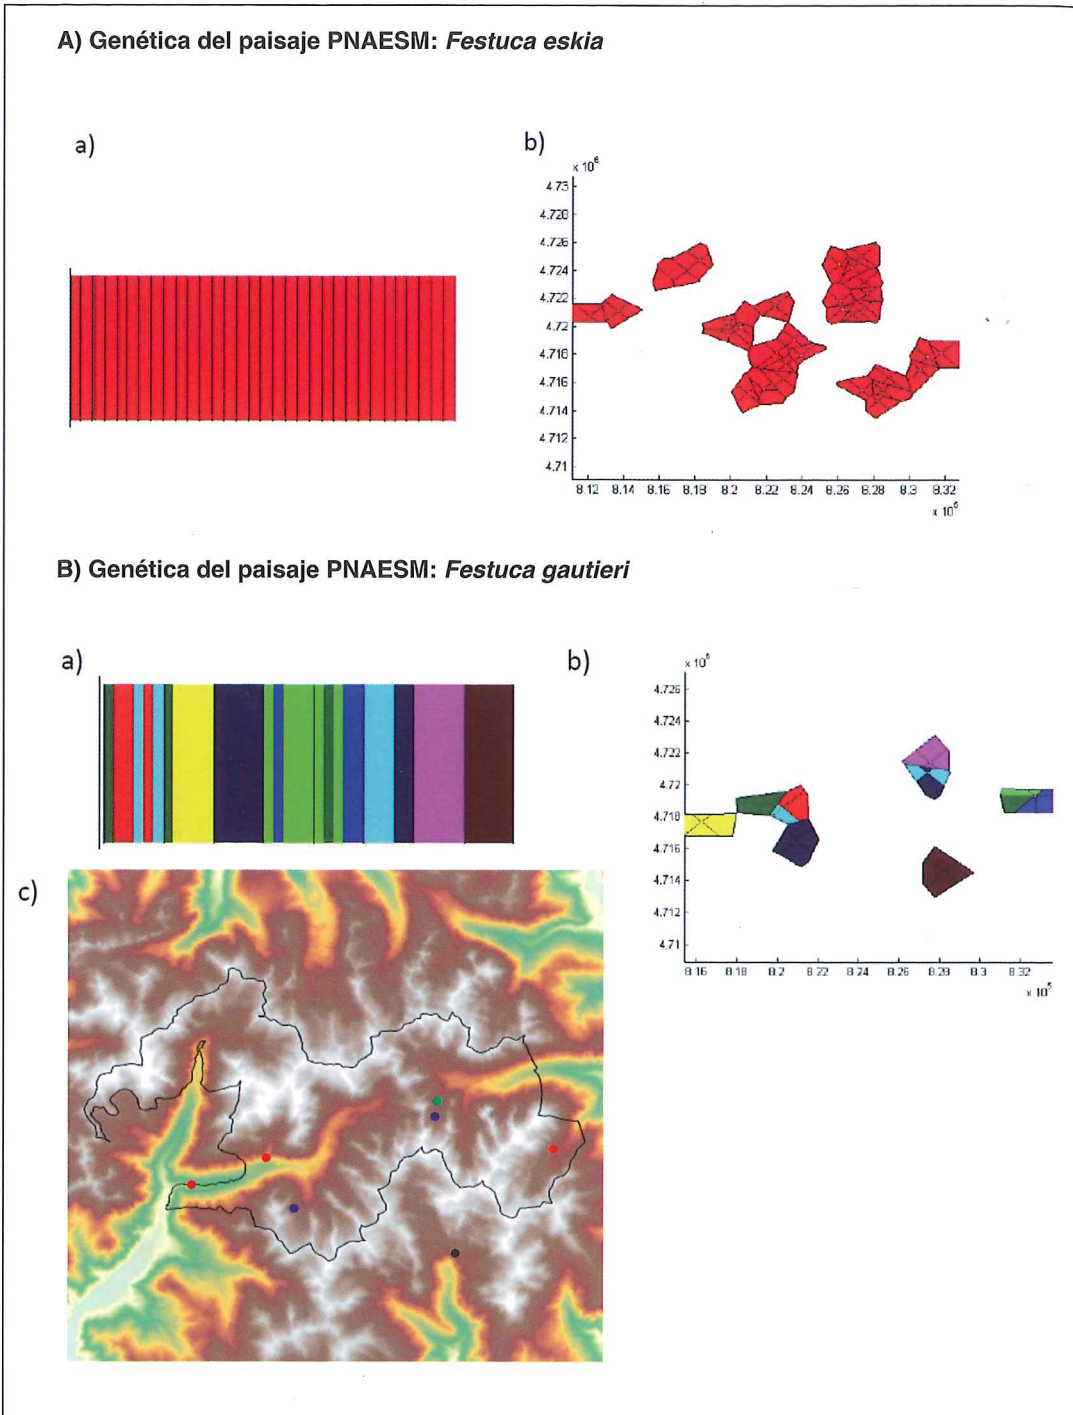 A) Genética del paisaje PNAESM: Festuca eskia
a)
b)
x 10⁶
4.73
4.728
4.726
4.724
4.722
4.72
4.718
4.716
4.714
4.712
4.71
8.12 8.14 8.16 8.18 8.2 8.22 8.24 8.26 8.28 8.3 8.32
x 10⁵
B) Genética del paisaje PNAESM: Festuca gautieri
a)
b)
x 10⁶
4.726
4.724
4.722
4.72
4.718
4.716
4.714
4.712
4.71
8.16 8.18 8.2 8.22 8.24 8.26 8.28 8.3 8.32
x 10⁵
c)